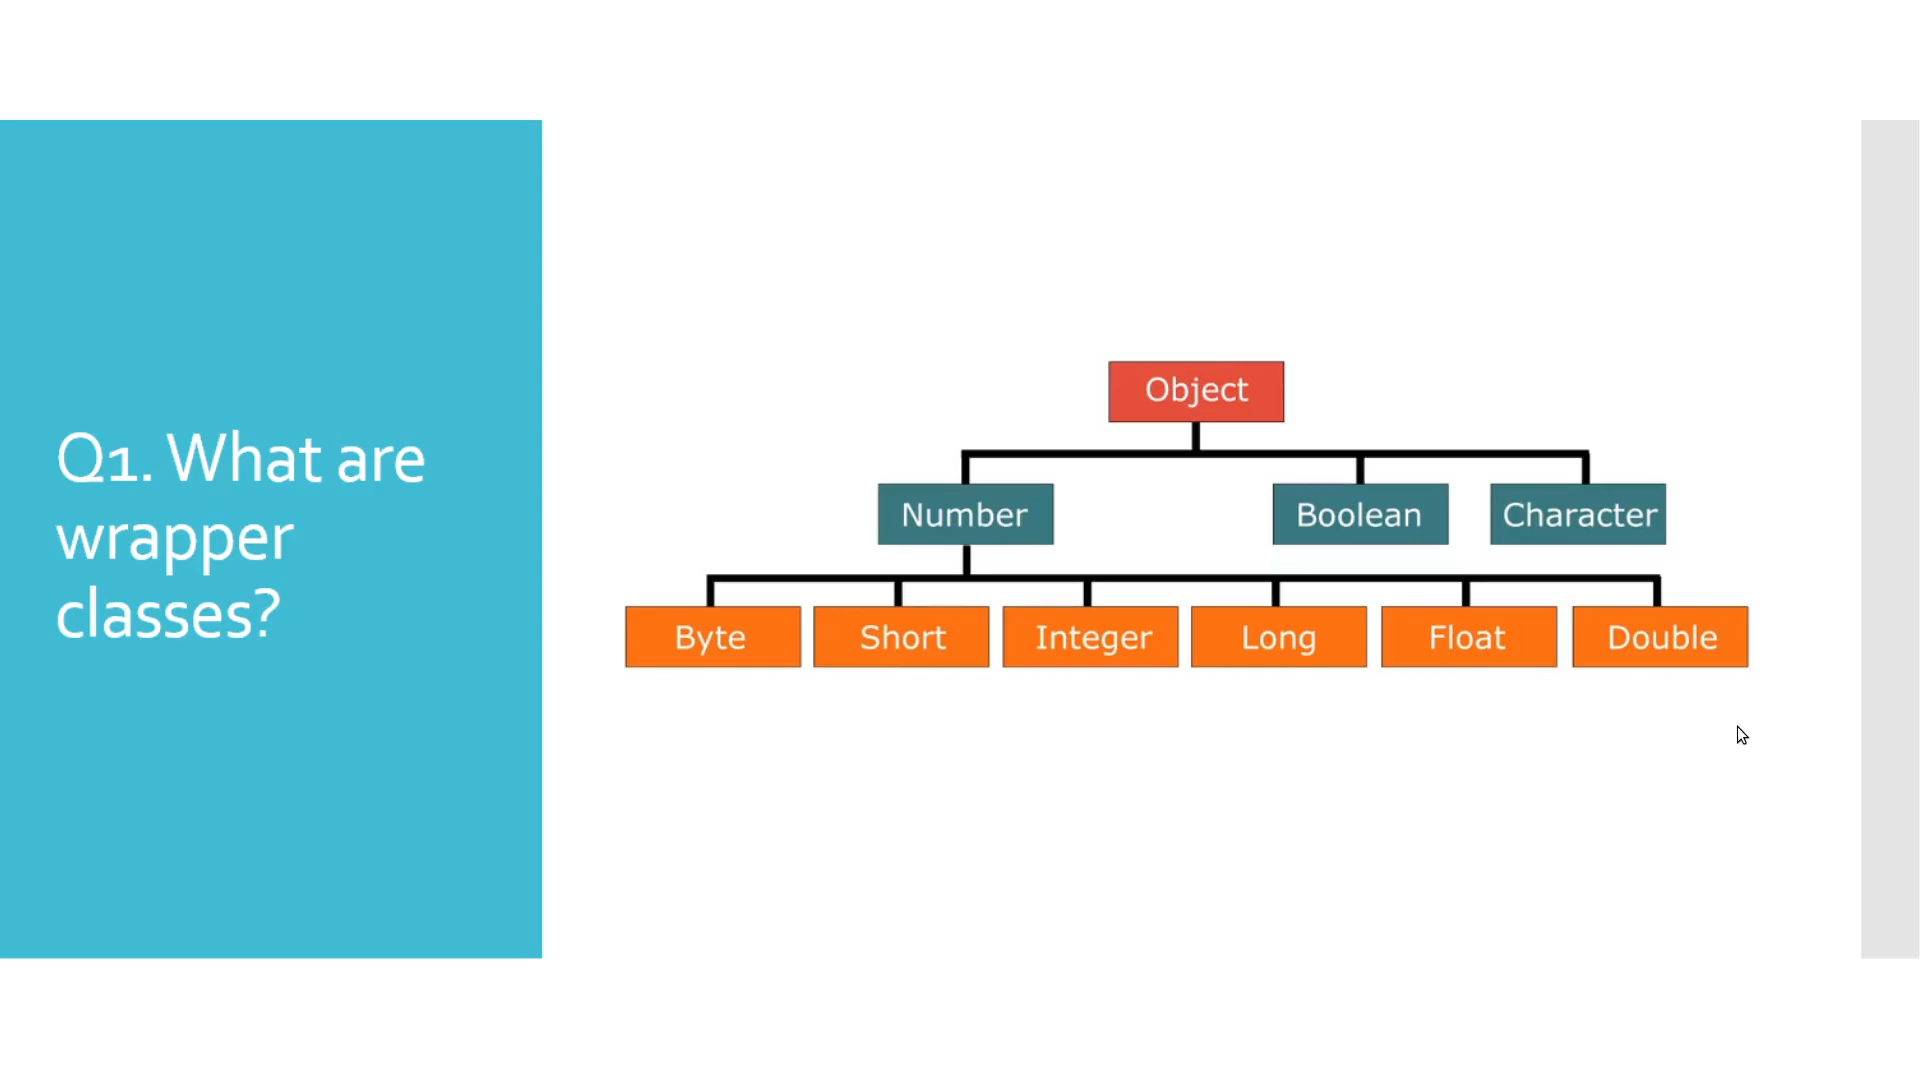 Q1. What are
wrapper
classes?
Object
Number
Boolean
Character
Byte
Short
Integer
Long
Float
Double